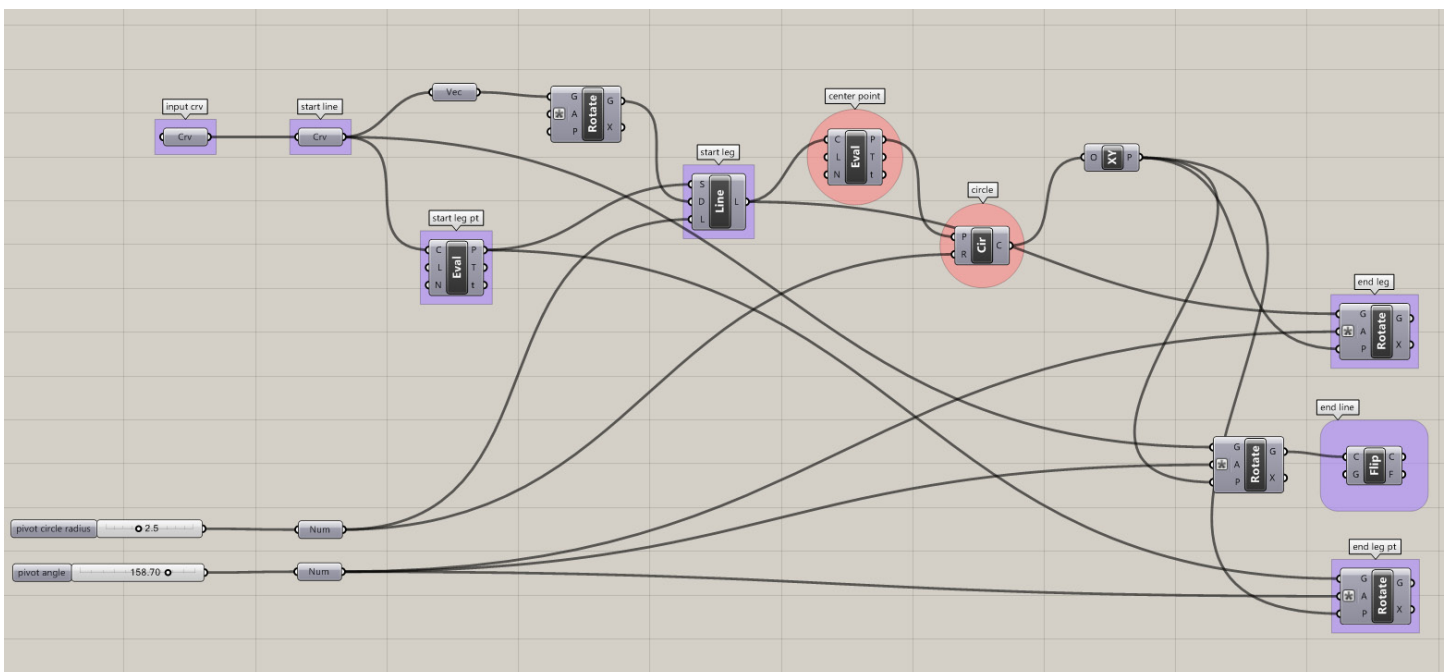 input crv
Crv
start line
Crv
Vec
G
A
P
Rotate
G
X
start leg pt
C
L
N
Eval
P
T
t
start leg
S
D
L
Line
L
center point
C
L
N
Eval
P
T
t
circle
P
R
Cir
C
O
XY
P
end leg
G
A
P
Rotate
G
X
end line
G
A
P
Rotate
G
X
C
G
Flip
C
F
end leg pt
G
A
P
Rotate
G
X
pivot circle radius
2.5
Num
pivot angle
158.70
Num